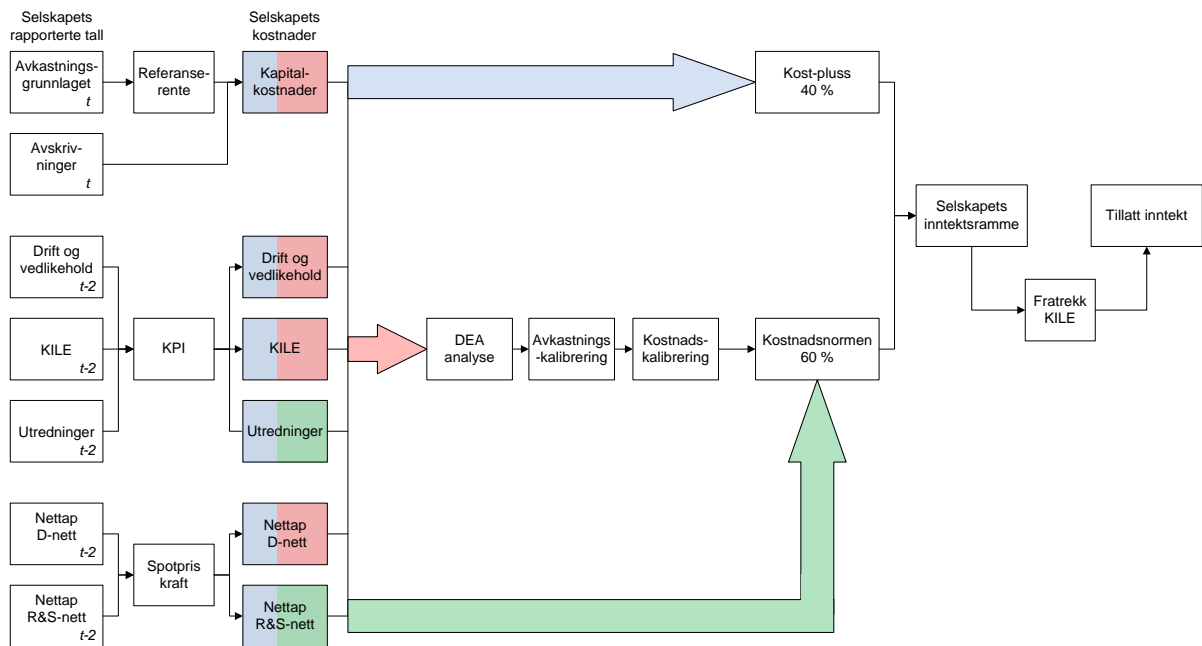 Selskapets
rapporterte tall
Selskapets
kostnader
Avkastnings-
grunnlaget
t
Referanse-
rente
Kapital-
kostnader
Kost-pluss
40 %
Avskriv-
ninger
t
Selskapets
inntektsramme
Tillatt inntekt
Drift og
vedlikehold
t-2
Drift og
vedlikehold
Fratrekk
KILE
KILE
t-2
KPI
KILE
DEA
analyse
Avkastnings
-kalibrering
Kostnads-
kalibrering
Kostnadsnormen
60 %
Utredninger
t-2
Utredninger
Nettap
D-nett
t-2
Nettap
D-nett
Spotpris
kraft
Nettap
R&S-nett
t-2
Nettap
R&S-nett